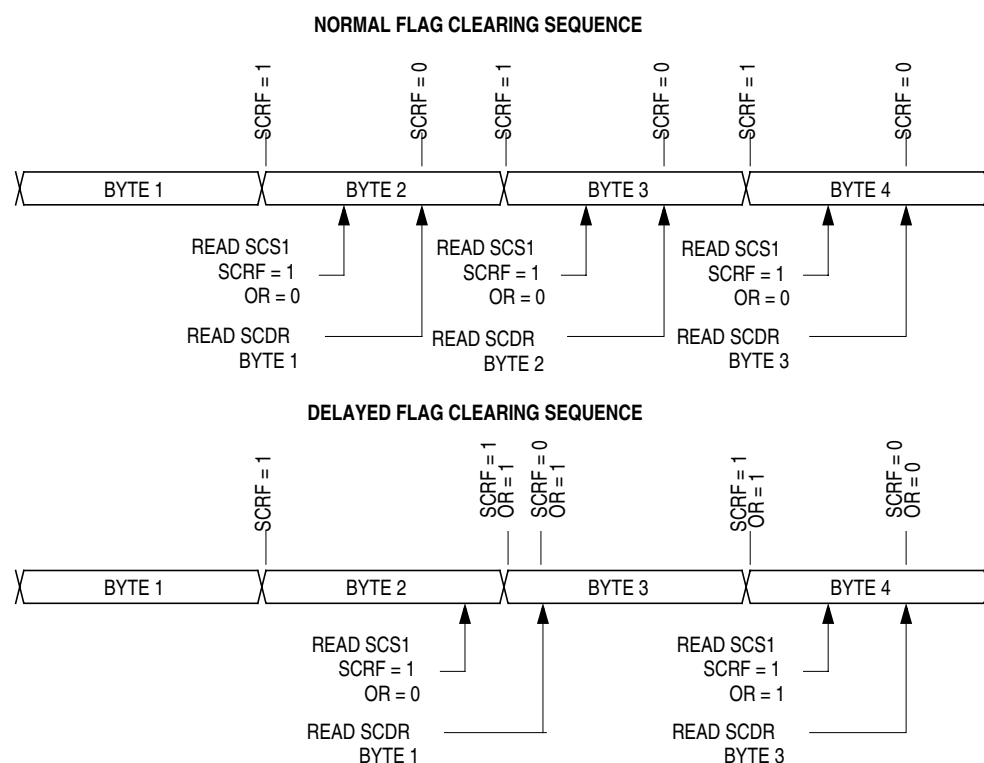 NORMAL FLAG CLEARING SEQUENCE
SCRF = 1
SCRF = 0
SCRF = 1
SCRF = 0
SCRF = 1
SCRF = 0
BYTE 1
BYTE 2
BYTE 3
BYTE 4
READ SCS1
SCRF = 1
OR = 0
READ SCS1
SCRF = 1
OR = 0
READ SCS1
SCRF = 1
OR = 0
READ SCDR
BYTE 1
READ SCDR
BYTE 2
READ SCDR
BYTE 3
DELAYED FLAG CLEARING SEQUENCE
SCRF = 1
SCRF = 1
OR = 1
SCRF = 0
OR = 1
SCRF = 1
OR = 1
SCRF = 0
OR = 0
BYTE 1
BYTE 2
BYTE 3
BYTE 4
READ SCS1
SCRF = 1
OR = 0
READ SCS1
SCRF = 1
OR = 1
READ SCDR
BYTE 1
READ SCDR
BYTE 3